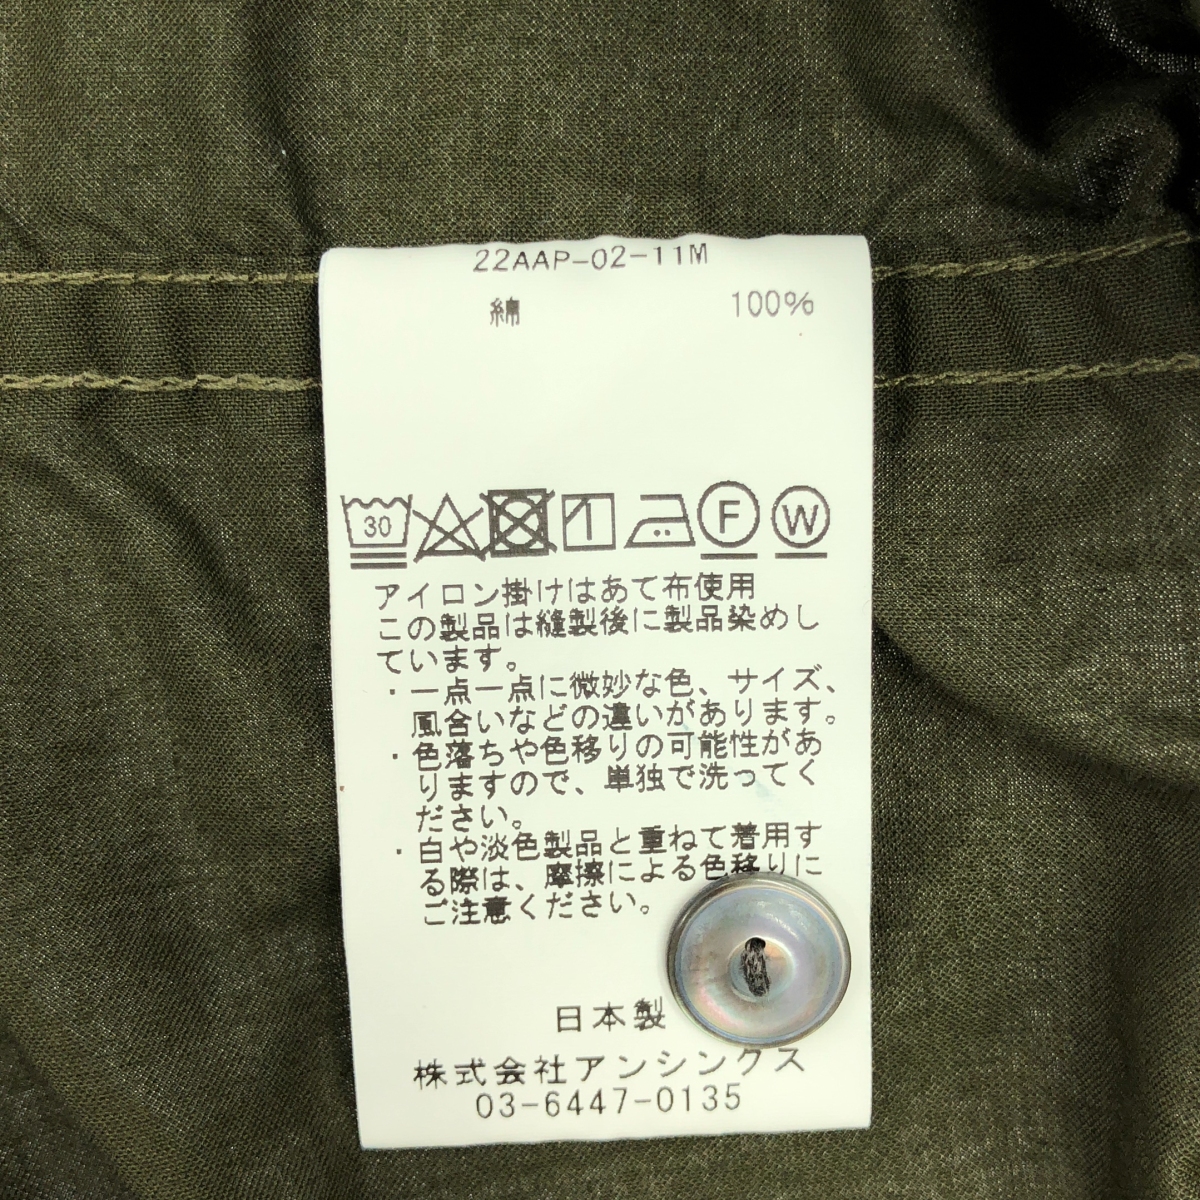 22AAP-02-11M
綿 100%
30 F W
アイロン掛けはあて布使用
この製品は縫製後に製品染めし
ています。
・一点一点に微妙な色、サイズ、
風合いなどの違いがあります。
・色落ちや色移りの可能性があ
りますので、単独で洗ってく
ださい。
・白や淡色製品と重ねて着用す
る際は、摩擦による色移りに
ご注意ください。
日本製
株式会社アンシングス
03-6447-0135